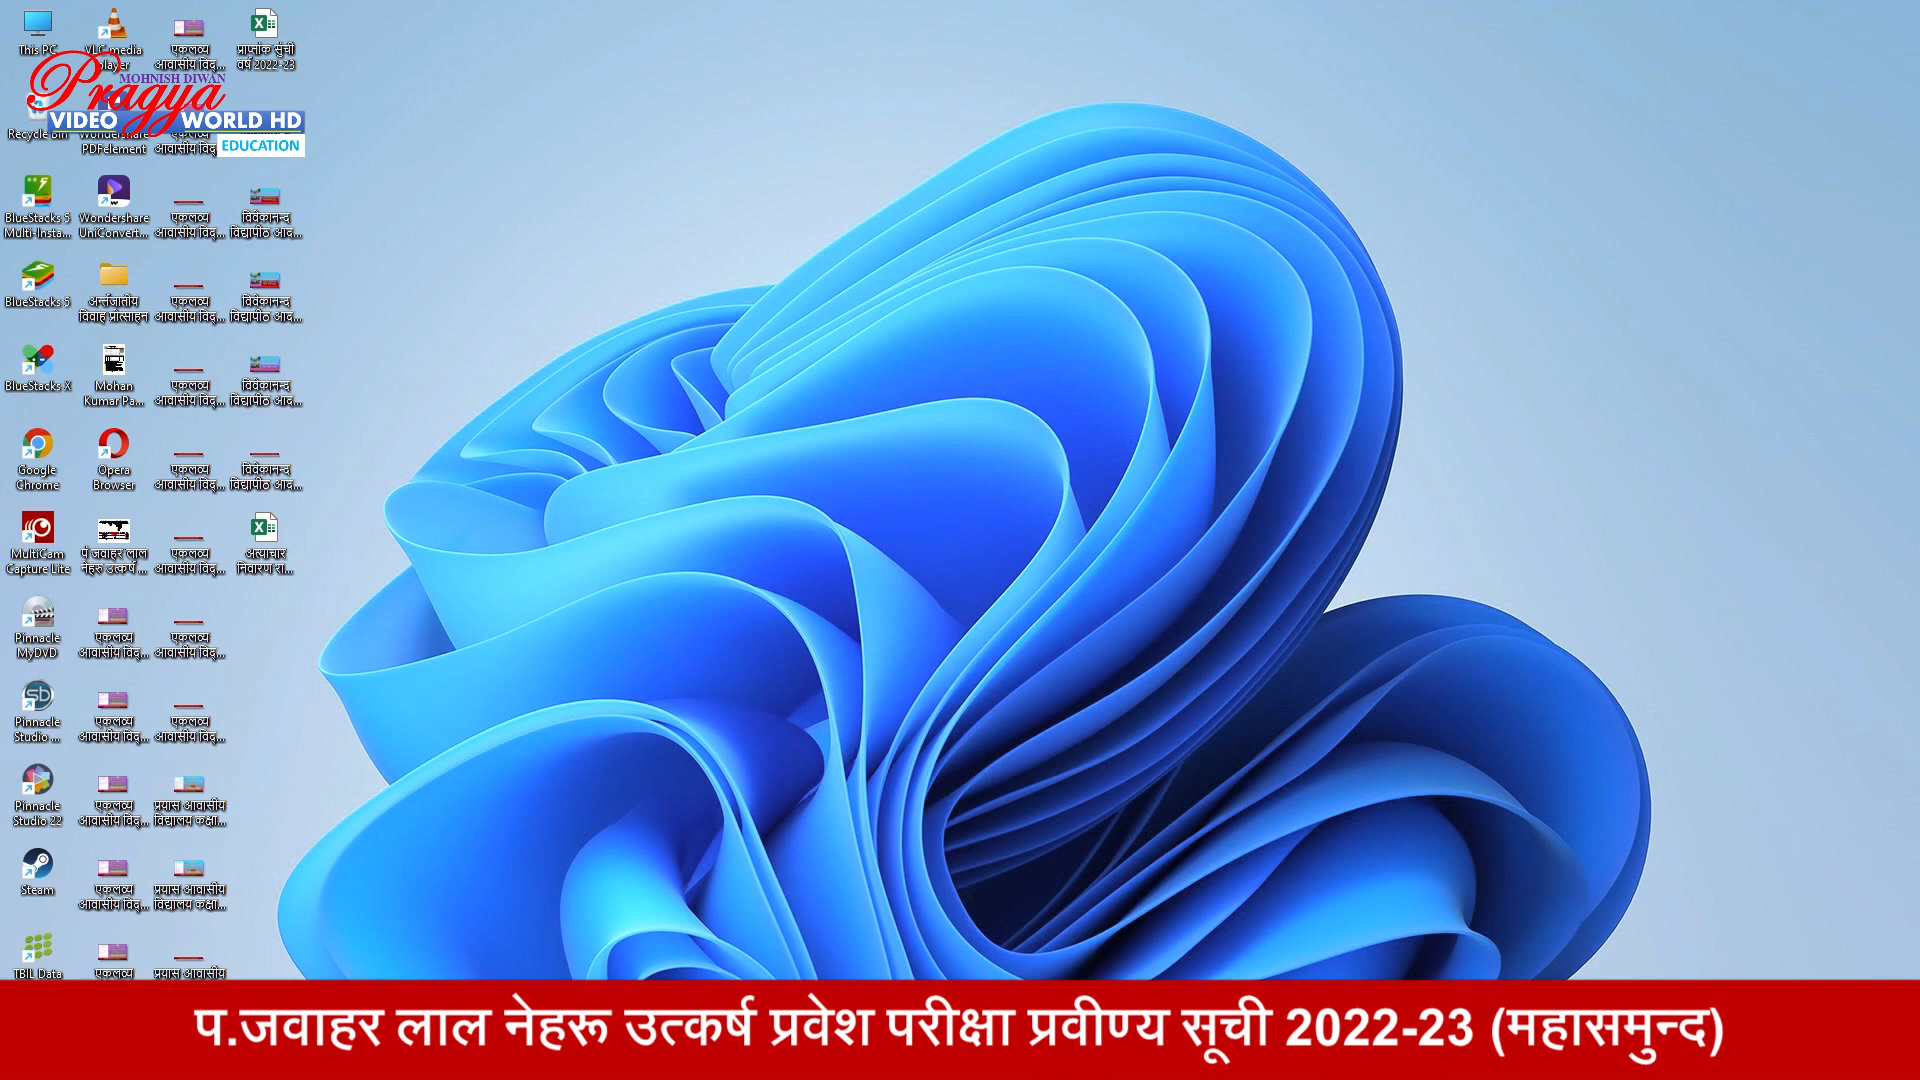 This PC
VLC media player
एकलव्य आवासीय विद्...
प्राप्तांक सुची वर्ष 2022-23
MOHNISH DIWAN
Pragya
VIDEO WORLD HD
EDUCATION
Recycle Bin
Wondershare PDFelement
एकलव्य आवासीय विद्...
BlueStacks 5 Multi-Insta...
Wondershare UniConvert...
एकलव्य आवासीय विद्...
विवेकानन्द विद्यापीठ आद...
BlueStacks 5
अर्न्तजातीय विवाह प्रोत्साहन
एकलव्य आवासीय विद्...
विवेकानन्द विद्यापीठ आद...
BlueStacks X
Mohan Kumar Pa...
एकलव्य आवासीय विद्...
विवेकानन्द विद्यापीठ आद...
Google Chrome
Opera Browser
एकलव्य आवासीय विद्...
विवेकानन्द विद्यापीठ आद...
MultiCam Capture Lite
पं जवाहर लाल नेहरु उत्कर्ष ...
एकलव्य आवासीय विद्...
अत्याचार निवारण रा...
Pinnacle MyDVD
एकलव्य आवासीय विद्...
एकलव्य आवासीय विद्...
Pinnacle Studio ...
एकलव्य आवासीय विद्...
एकलव्य आवासीय विद्...
Pinnacle Studio 22
एकलव्य आवासीय विद्...
प्रयास आवासीय विद्यालय कक्षा...
Steam
एकलव्य आवासीय विद्...
प्रयास आवासीय विद्यालय कक्षा...
TBIL Data
एकलव्य
प्रयास आवासीय
प.जवाहर लाल नेहरू उत्कर्ष प्रवेश परीक्षा प्रवीण्य सूची 2022-23 (महासमुन्द)